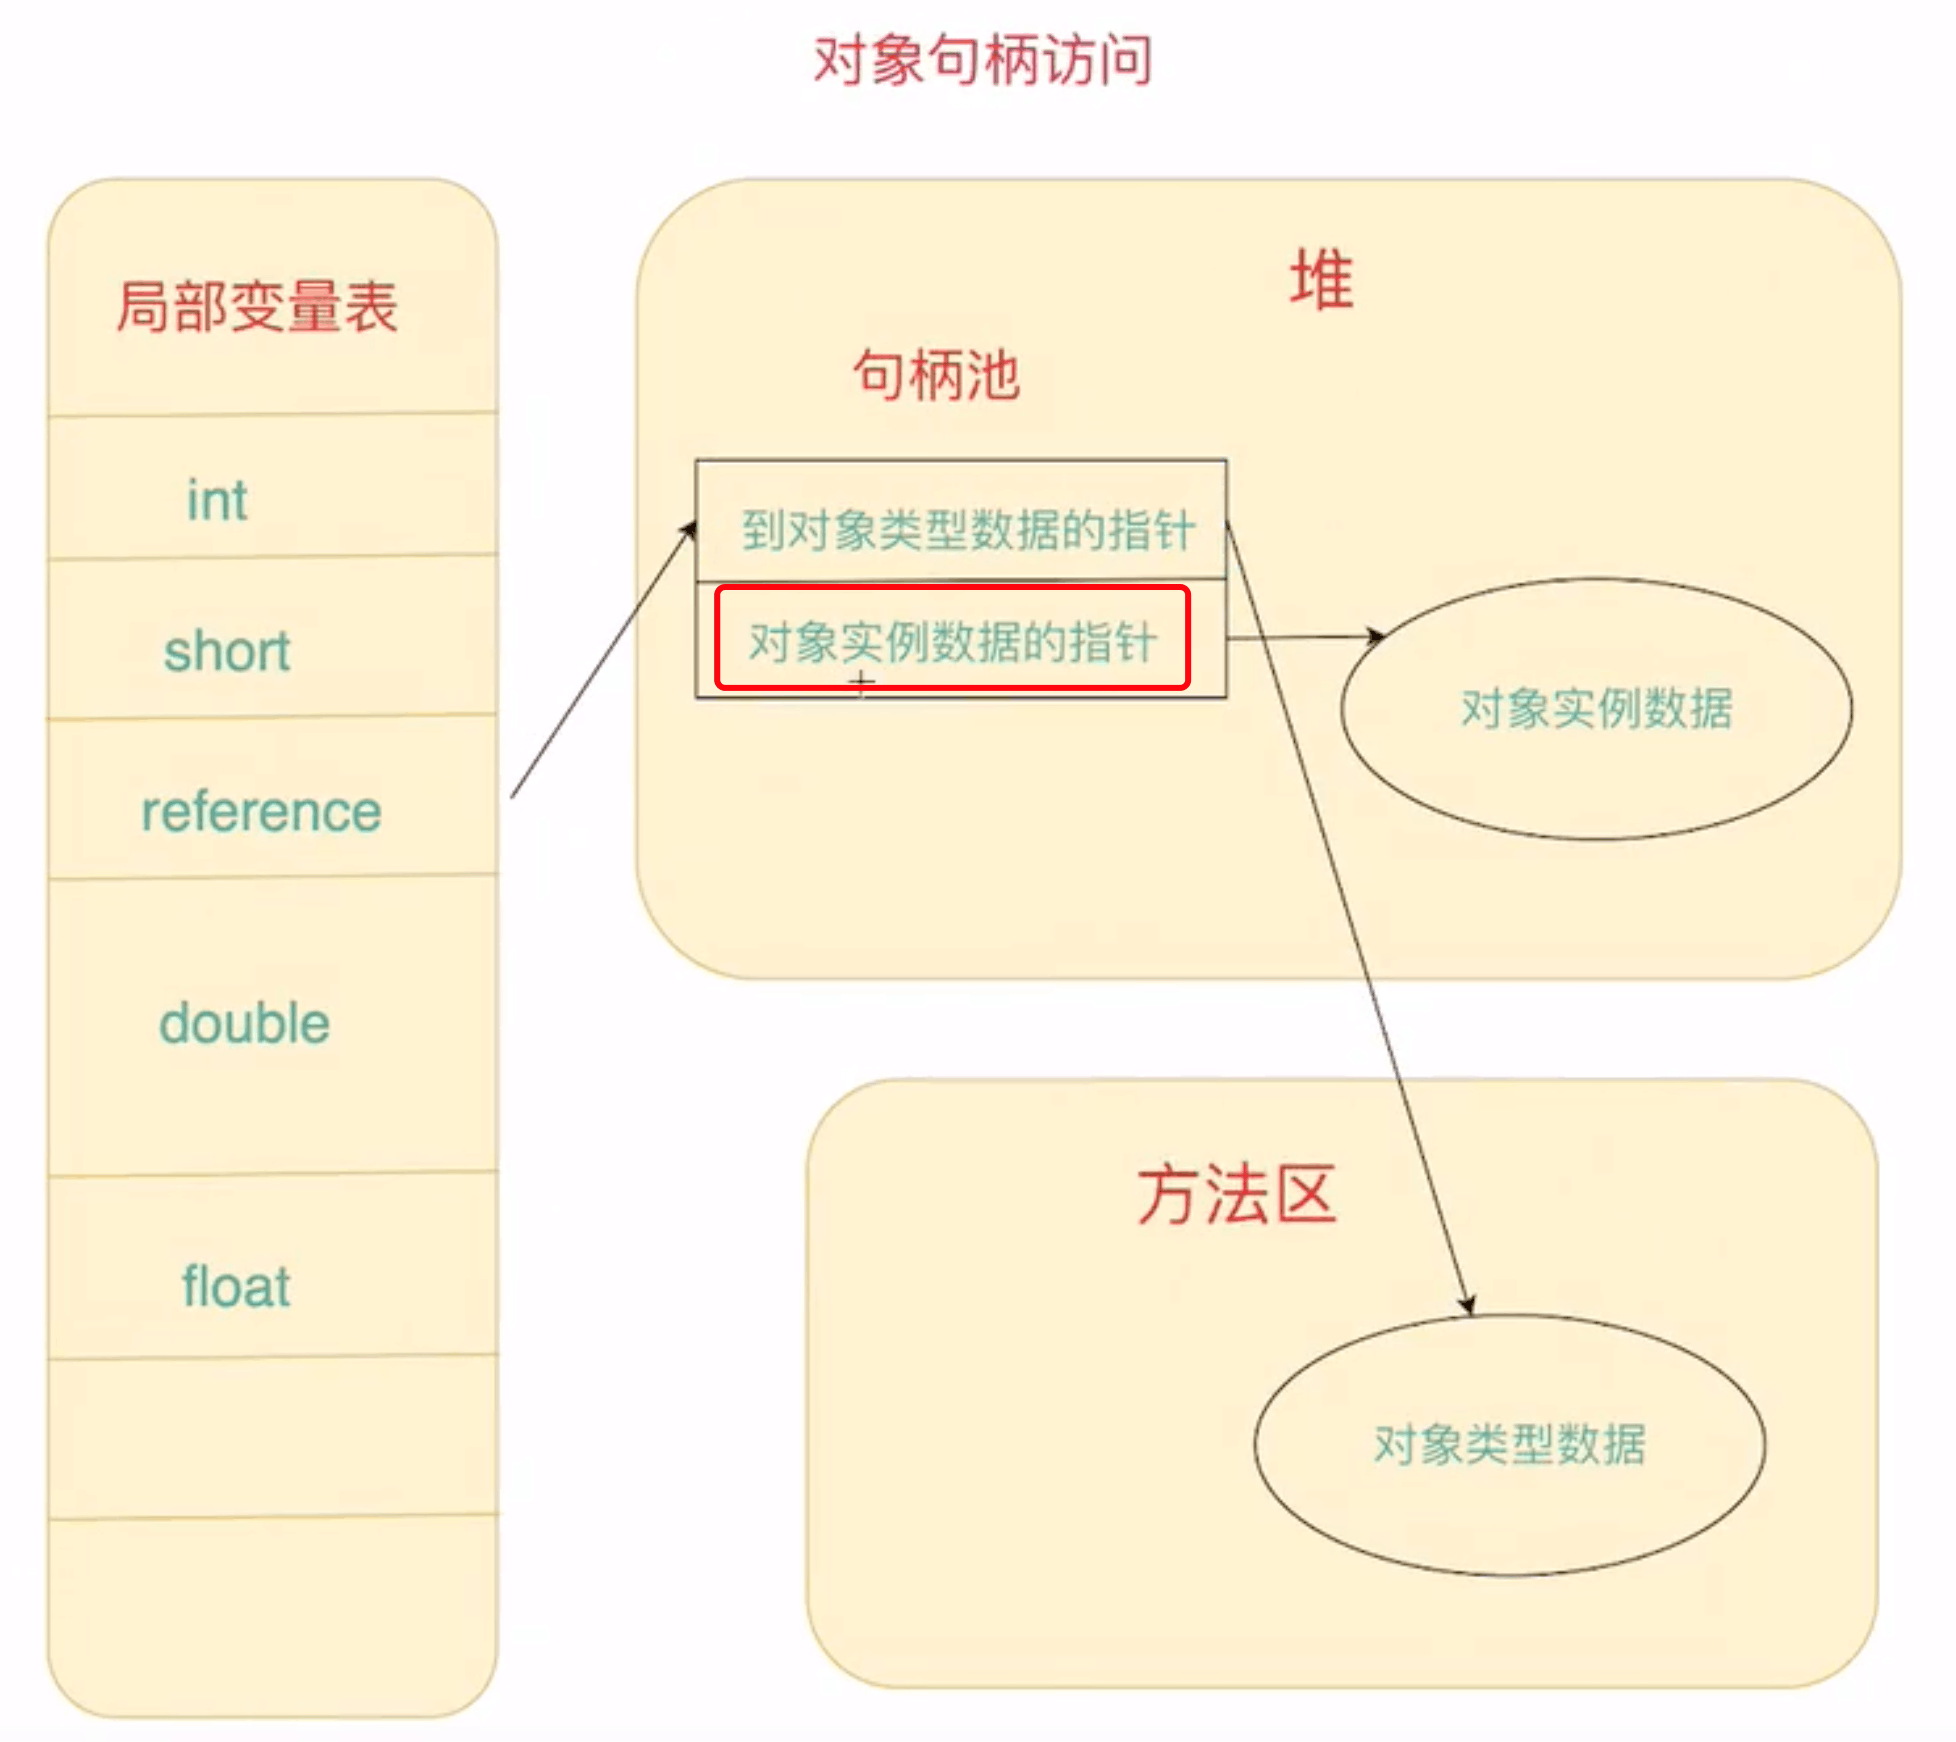 对象句柄访问
局部变量表
int
short
reference
double
float
堆
句柄池
到对象类型数据的指针
对象实例数据的指针
对象实例数据
方法区
对象类型数据